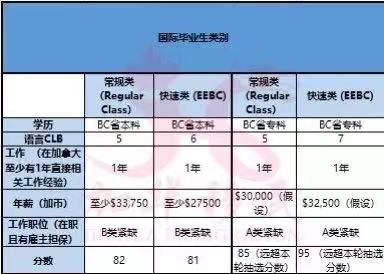 国际毕业生类别
常规类
(Regular
Class)
快速类 (EEBC)
常规类
(Regular
Class)
快速类 (EEBC)
学历
BC省本科
BC省本科
BC省专科
BC省专科
语言CLB
5
6
5
7
工作 （在加拿大
至少有1年直接相
关工作经验）
1年
1年
1年
1年
年薪（加币）
至少$33,750
至少$27500
$30,000（假
设）
$32,500（假设）
工作职位（在职
且有雇主担保）
B类紧缺
B类紧缺
A类紧缺
A类紧缺
分数
82
81
85（远超本
轮抽选分数）
95 （远超本轮抽选
分数）